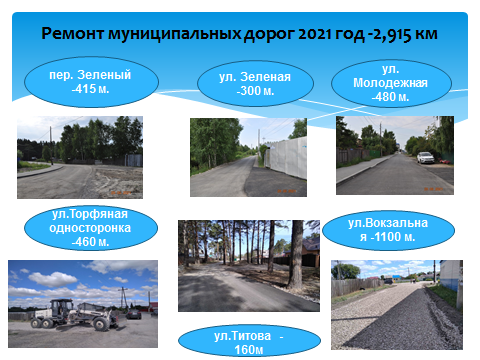 Ремонт муниципальных дорог 2021 год -2,915 км
пер. Зеленый
-415 м.
ул. Зеленая
-300 м.
ул.
Молодежная
-480 м.
ул.Торфяная
односторонка
-460 м.
ул.Вокзальна
я -1100 м.
ул.Титова -
160м